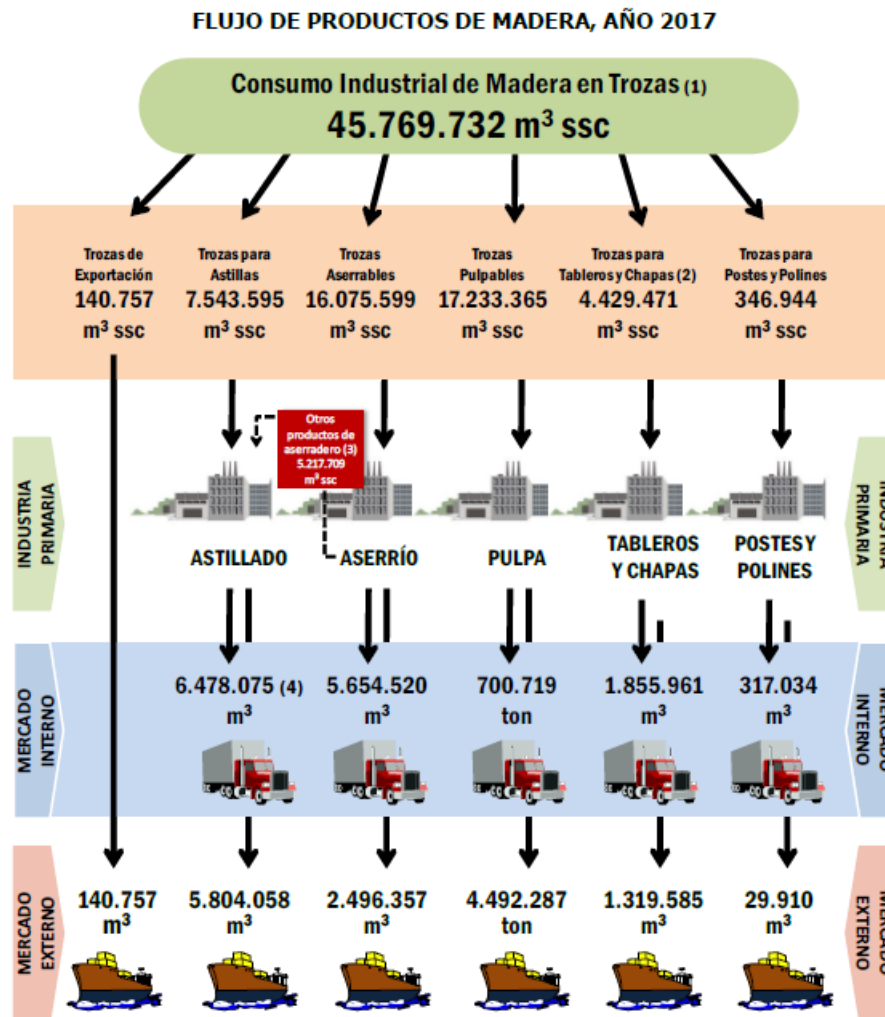 FLUJO DE PRODUCTOS DE MADERA, AÑO 2017
Consumo Industrial de Madera en Trozas (1)
45.769.732 m³ ssc
Trozas de
Exportación
140.757
m³ ssc
Trozas para
Astillas
7.543.595
m³ ssc
Trozas
Aserrables
16.075.599
m³ ssc
Trozas
Pulpables
17.233.365
m³ ssc
Trozas para
Tableros y Chapas (2)
4.429.471
m³ ssc
Trozas para
Postes y Polines
346.944
m³ ssc
Otros
productos de
aserradero (3)
5.217.709
m³ ssc
INDUSTRIA
PRIMARIA
ASTILLADO
ASERRÍO
PULPA
TABLEROS
Y CHAPAS
POSTES Y
POLINES
INDUSTRIA
PRIMARIA
MERCADO
INTERNO
6.478.075 (4)
m³
5.654.520
m³
700.719
ton
1.855.961
m³
317.034
m³
MERCADO
INTERNO
MERCADO
EXTERNO
140.757
m³
5.804.058
m³
2.496.357
m³
4.492.287
ton
1.319.585
m³
29.910
m³
MERCADO
EXTERNO